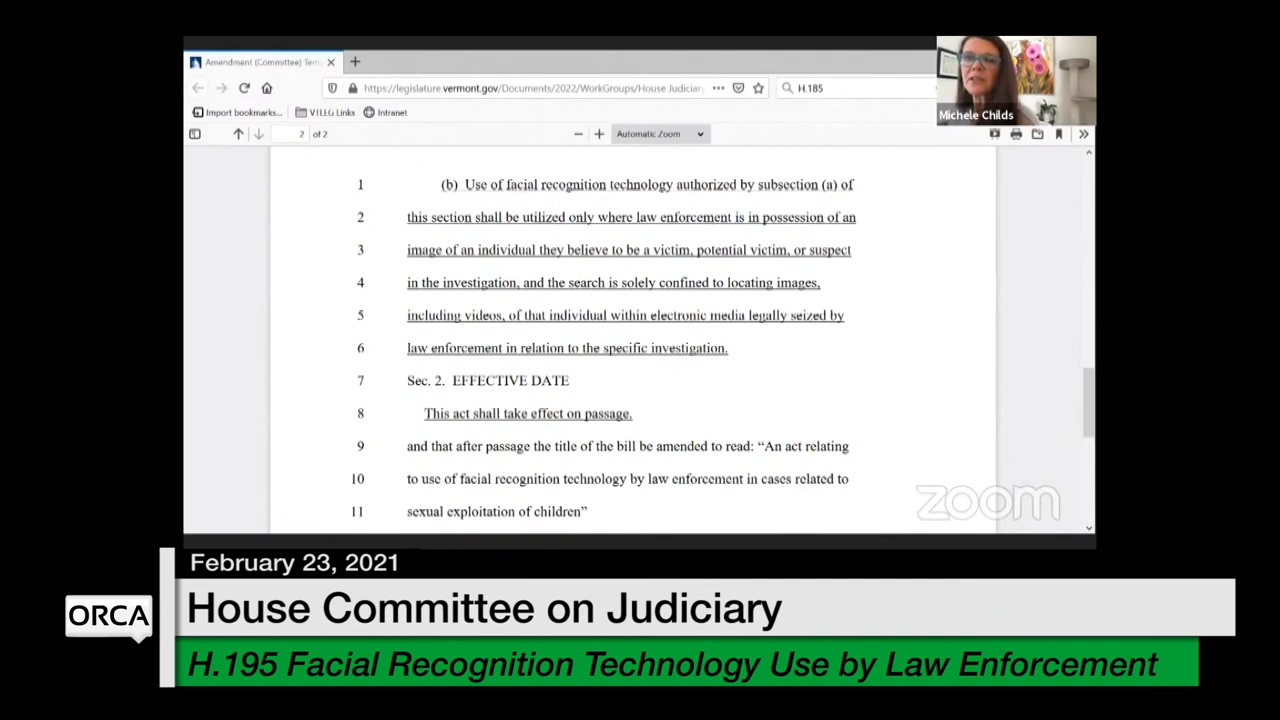 Amendment (Committee) Tem
https://legislature.vermont.gov/Documents/2022/WorkGroups/House Judiciar
H.185
Import bookmarks...
VTLEG Links
Intranet
Michele Childs
2 of 2
Automatic Zoom
1 (b) Use of facial recognition technology authorized by subsection (a) of
2 this section shall be utilized only where law enforcement is in possession of an
3 image of an individual they believe to be a victim, potential victim, or suspect
4 in the investigation, and the search is solely confined to locating images,
5 including videos, of that individual within electronic media legally seized by
6 law enforcement in relation to the specific investigation.
7 Sec. 2. EFFECTIVE DATE
8 This act shall take effect on passage.
9 and that after passage the title of the bill be amended to read: “An act relating
10 to use of facial recognition technology by law enforcement in cases related to
11 sexual exploitation of children”
zoom
February 23, 2021
ORCA
House Committee on Judiciary
H.195 Facial Recognition Technology Use by Law Enforcement